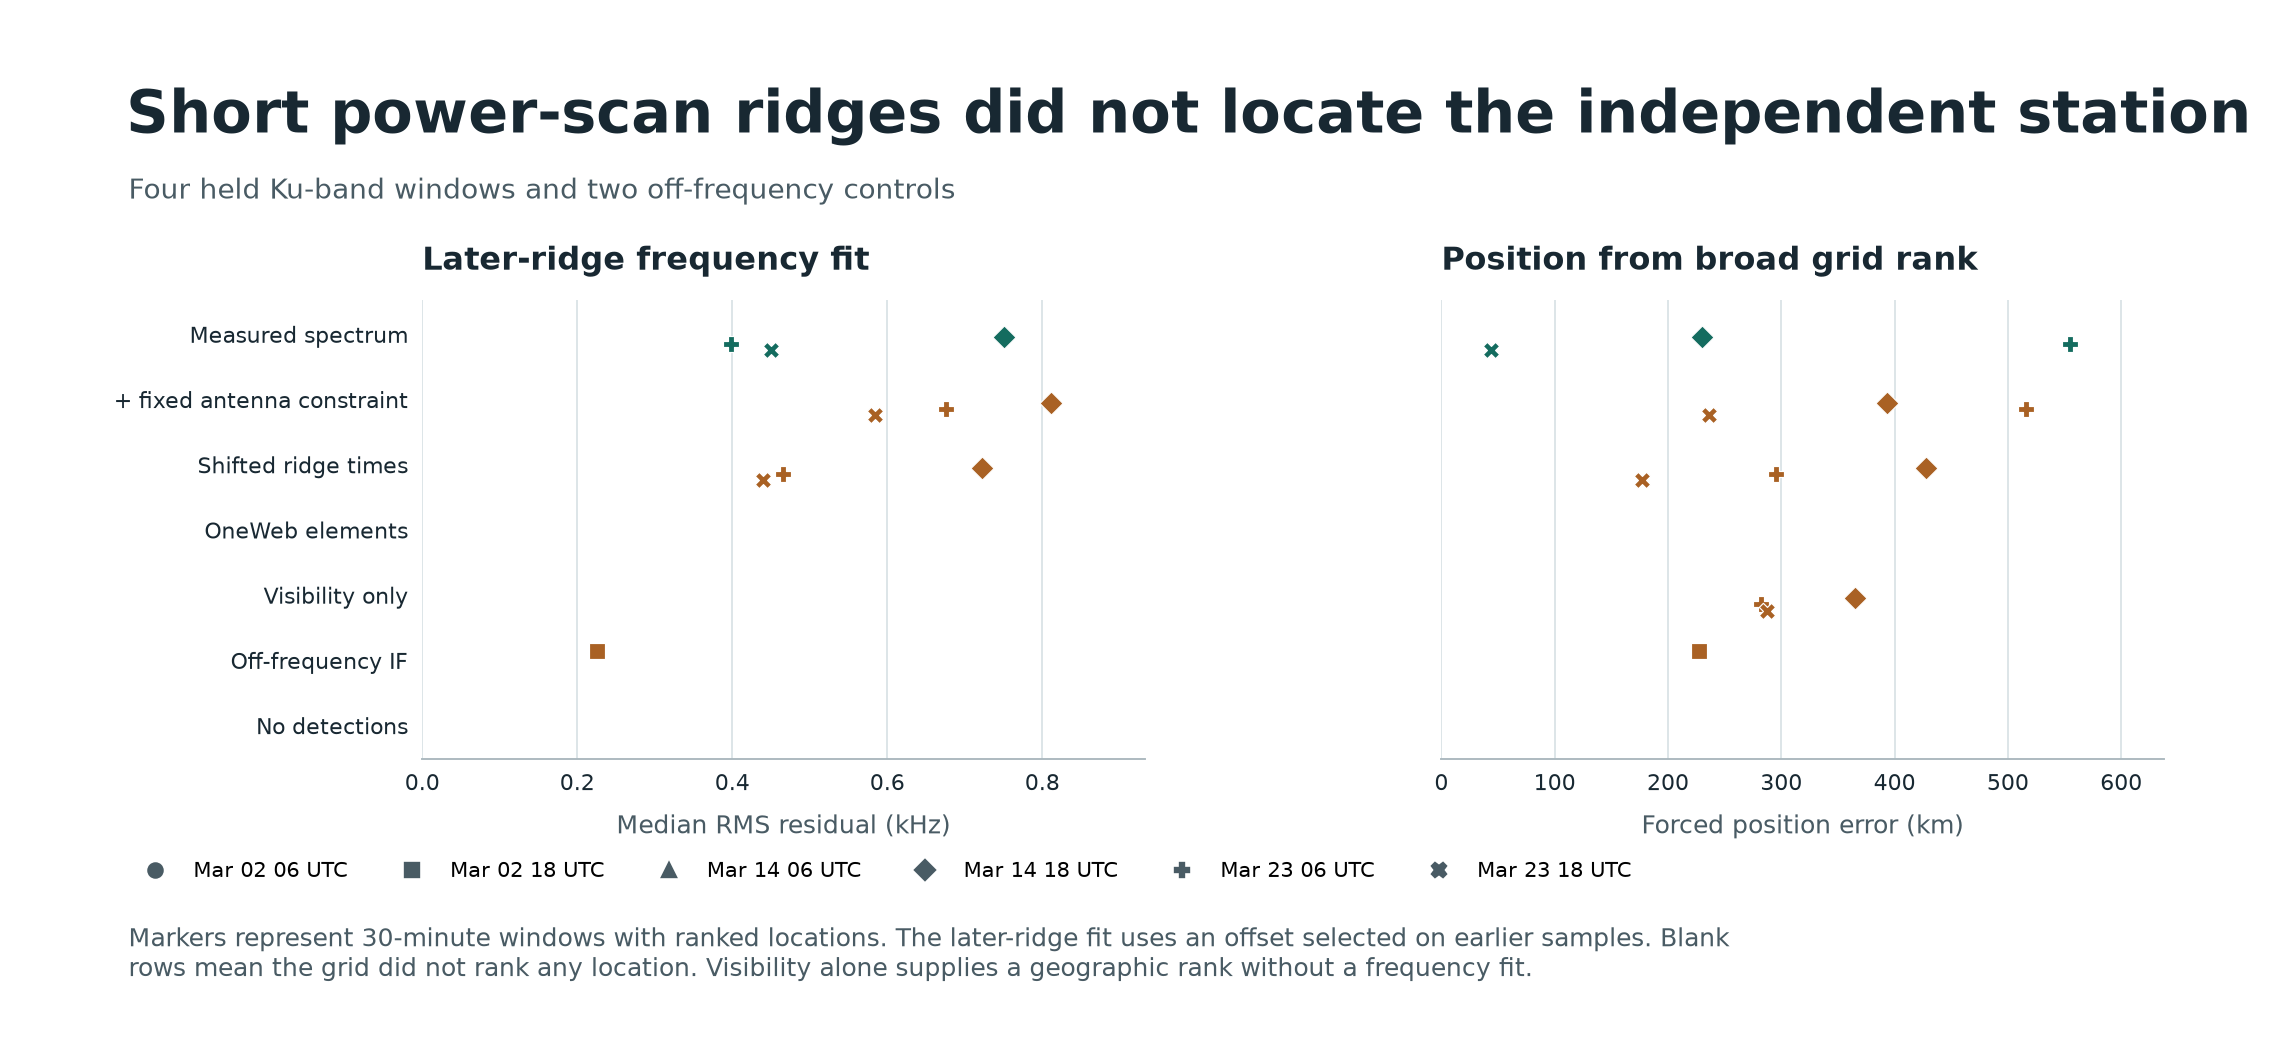 Short power-scan ridges did not locate the independent station
Four held Ku-band windows and two off-frequency controls
Later-ridge frequency fit
Position from broad grid rank
Measured spectrum
+ fixed antenna constraint
Shifted ridge times
OneWeb elements
Visibility only
Off-frequency IF
No detections
0.0 0.2 0.4 0.6 0.8
0 100 200 300 400 500 600
Median RMS residual (kHz)
Forced position error (km)
Mar 02 06 UTC Mar 02 18 UTC Mar 14 06 UTC Mar 14 18 UTC Mar 23 06 UTC Mar 23 18 UTC
Markers represent 30-minute windows with ranked locations. The later-ridge fit uses an offset selected on earlier samples. Blank
rows mean the grid did not rank any location. Visibility alone supplies a geographic rank without a frequency fit.